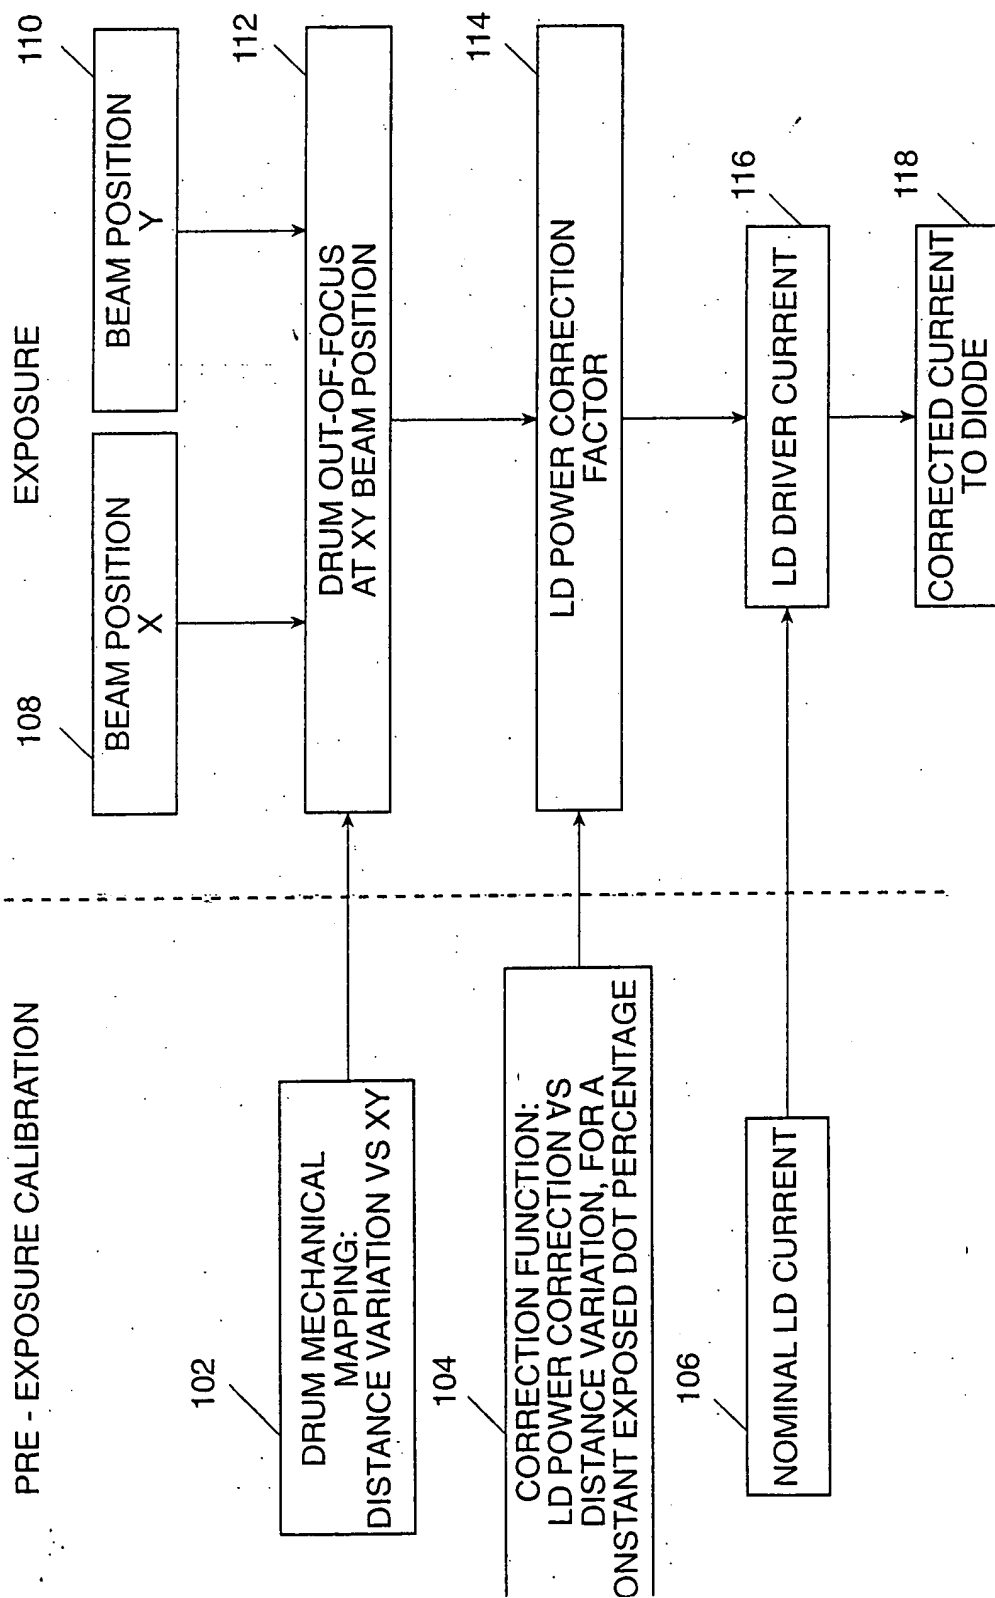 PRE - EXPOSURE CALIBRATION
EXPOSURE
108
BEAM POSITION
X
110
BEAM POSITION
Y
102
DRUM MECHANICAL
MAPPING:
DISTANCE VARIATION VS XY
112
DRUM OUT-OF-FOCUS
AT XY BEAM POSITION
104
CORRECTION FUNCTION:
LD POWER CORRECTION VS
DISTANCE VARIATION, FOR A
ONSTANT EXPOSED DOT PERCENTAGE
114
LD POWER CORRECTION
FACTOR
106
NOMINAL LD CURRENT
116
LD DRIVER CURRENT
118
CORRECTED CURRENT
TO DIODE